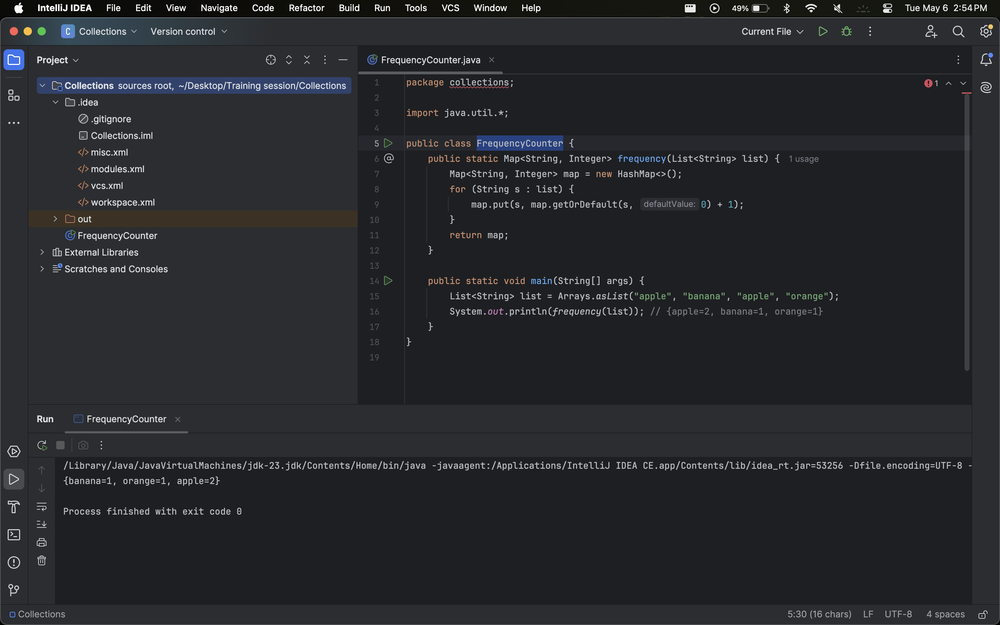 IntelliJ IDEA File Edit View Navigate Code Refactor Build Run Tools VCS Window Help 49% Tue May 6 2:54 PM
C Collections Version control Current File
Project
Collections sources root, ~/Desktop/Training session/Collections
.idea
.gitignore
Collections.iml
misc.xml
modules.xml
vcs.xml
workspace.xml
out
FrequencyCounter
External Libraries
Scratches and Consoles
FrequencyCounter.java
1 package collections; 1
2
3 import java.util.*;
4
5 public class FrequencyCounter {
6 @ public static Map<String, Integer> frequency(List<String> list) { 1 usage
7 Map<String, Integer> map = new HashMap<>();
8 for (String s : list) {
9 map.put(s, map.getOrDefault(s, defaultValue: 0) + 1);
10 }
11 return map;
12 }
13
14 public static void main(String[] args) {
15 List<String> list = Arrays.asList("apple", "banana", "apple", "orange");
16 System.out.println(frequency(list)); // {apple=2, banana=1, orange=1}
17 }
18 }
19
Run FrequencyCounter
/Library/Java/JavaVirtualMachines/jdk-23.jdk/Contents/Home/bin/java -javaagent:/Applications/IntelliJ IDEA CE.app/Contents/lib/idea_rt.jar=53256 -Dfile.encoding=UTF-8 -
{banana=1, orange=1, apple=2}
Process finished with exit code 0
Collections 5:30 (16 chars) LF UTF-8 4 spaces